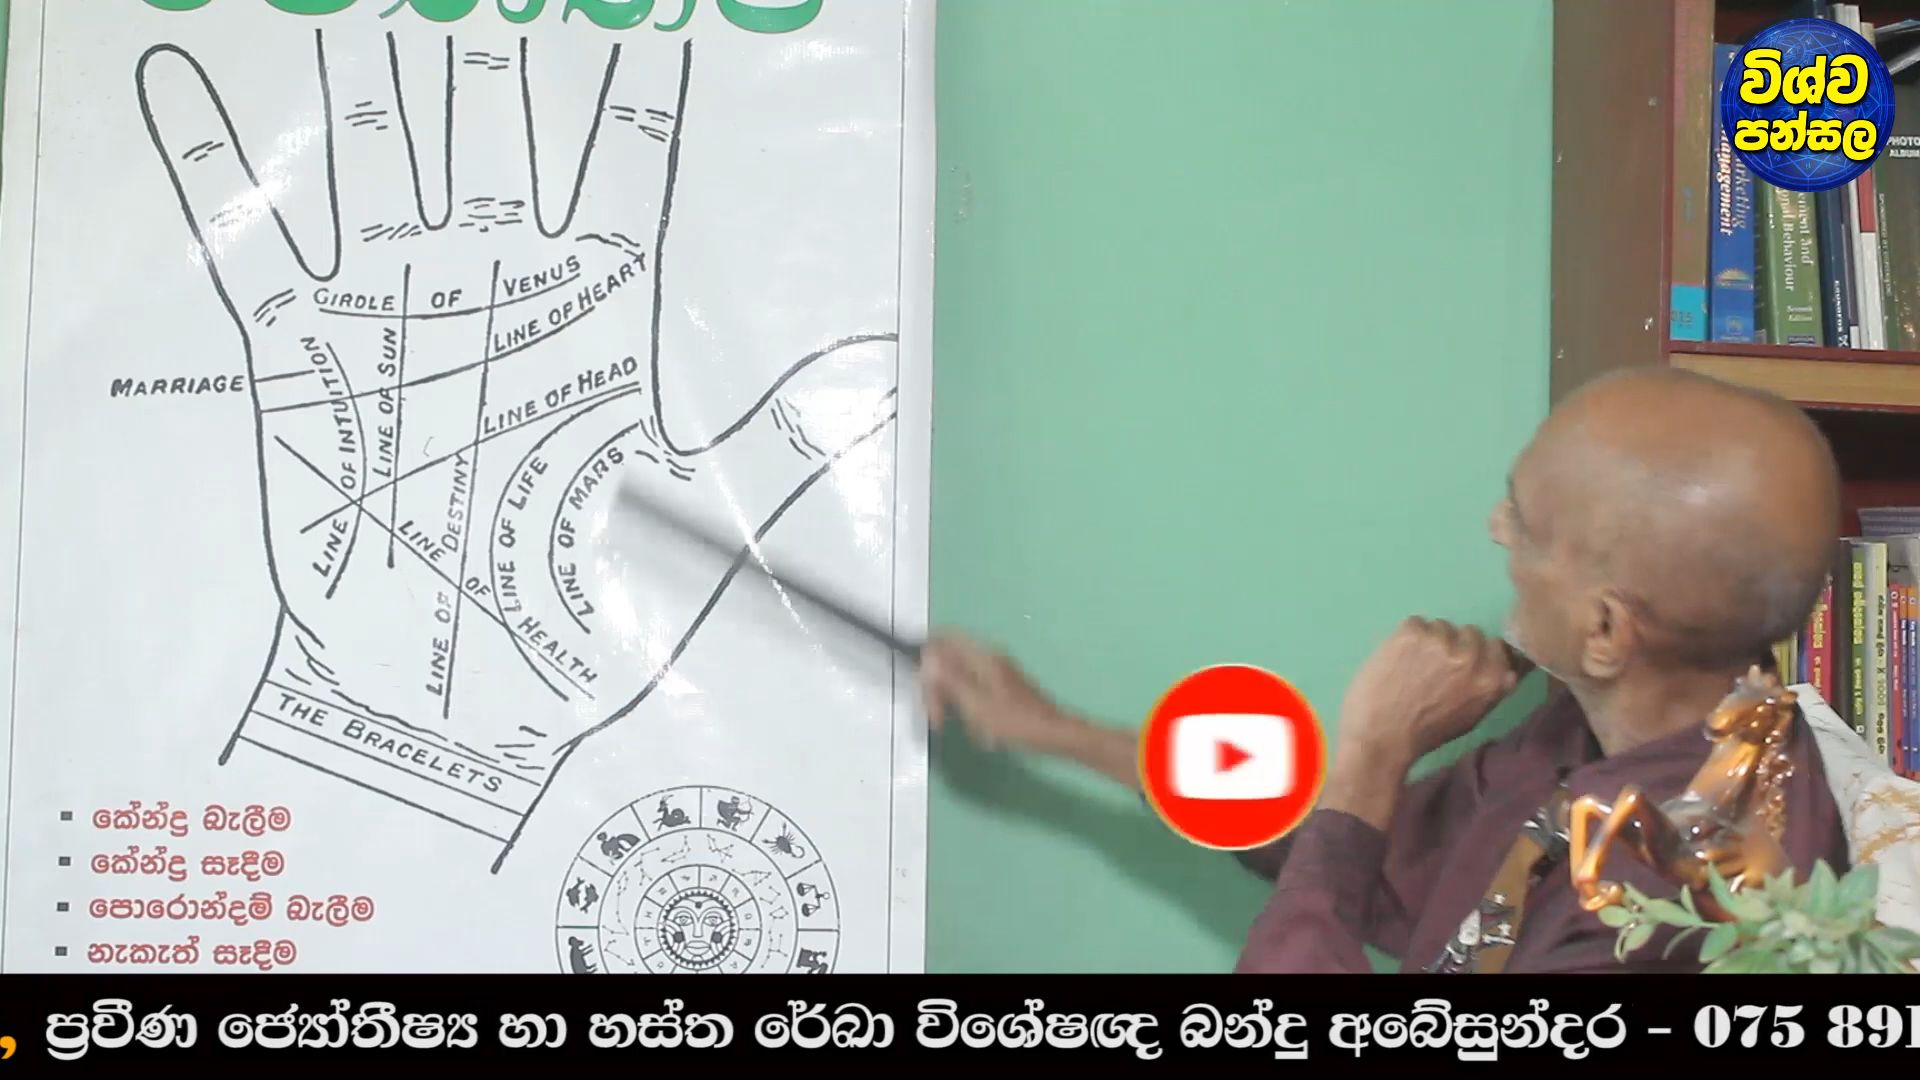 විශ්ව
පන්සල
PHOTO
ALBUM
GIRDLE OF VENUS
LINE OF HEART
MARRIAGE
LINE OF INTUITION
LINE OF SUN
LINE OF HEAD
LINE OF DESTINY
LINE OF LIFE
LINE OF MARS
LINE OF HEALTH
THE BRACELETS
▪ කේන්ද්‍ර බැලීම
▪ කේන්ද්‍ර සෑදීම
▪ පොරොන්දම් බැලීම
▪ නැකැත් සෑදීම
, ප්‍රවීණ ජ්‍යෝතීෂ්‍ය හා හස්ත රේඛා විශේෂඥ බන්දු අබේසුන්දර - 075 891